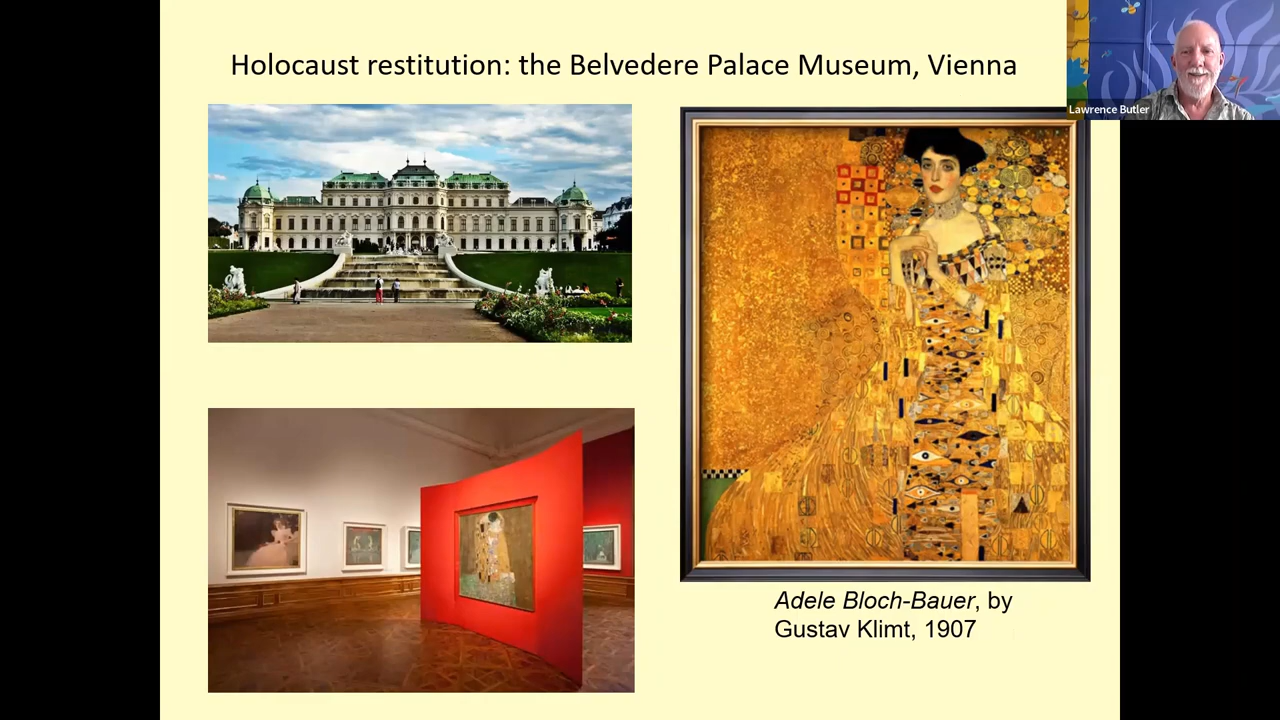 Holocaust restitution: the Belvedere Palace Museum, Vienna
Lawrence Butler
Adele Bloch-Bauer, by
Gustav Klimt, 1907